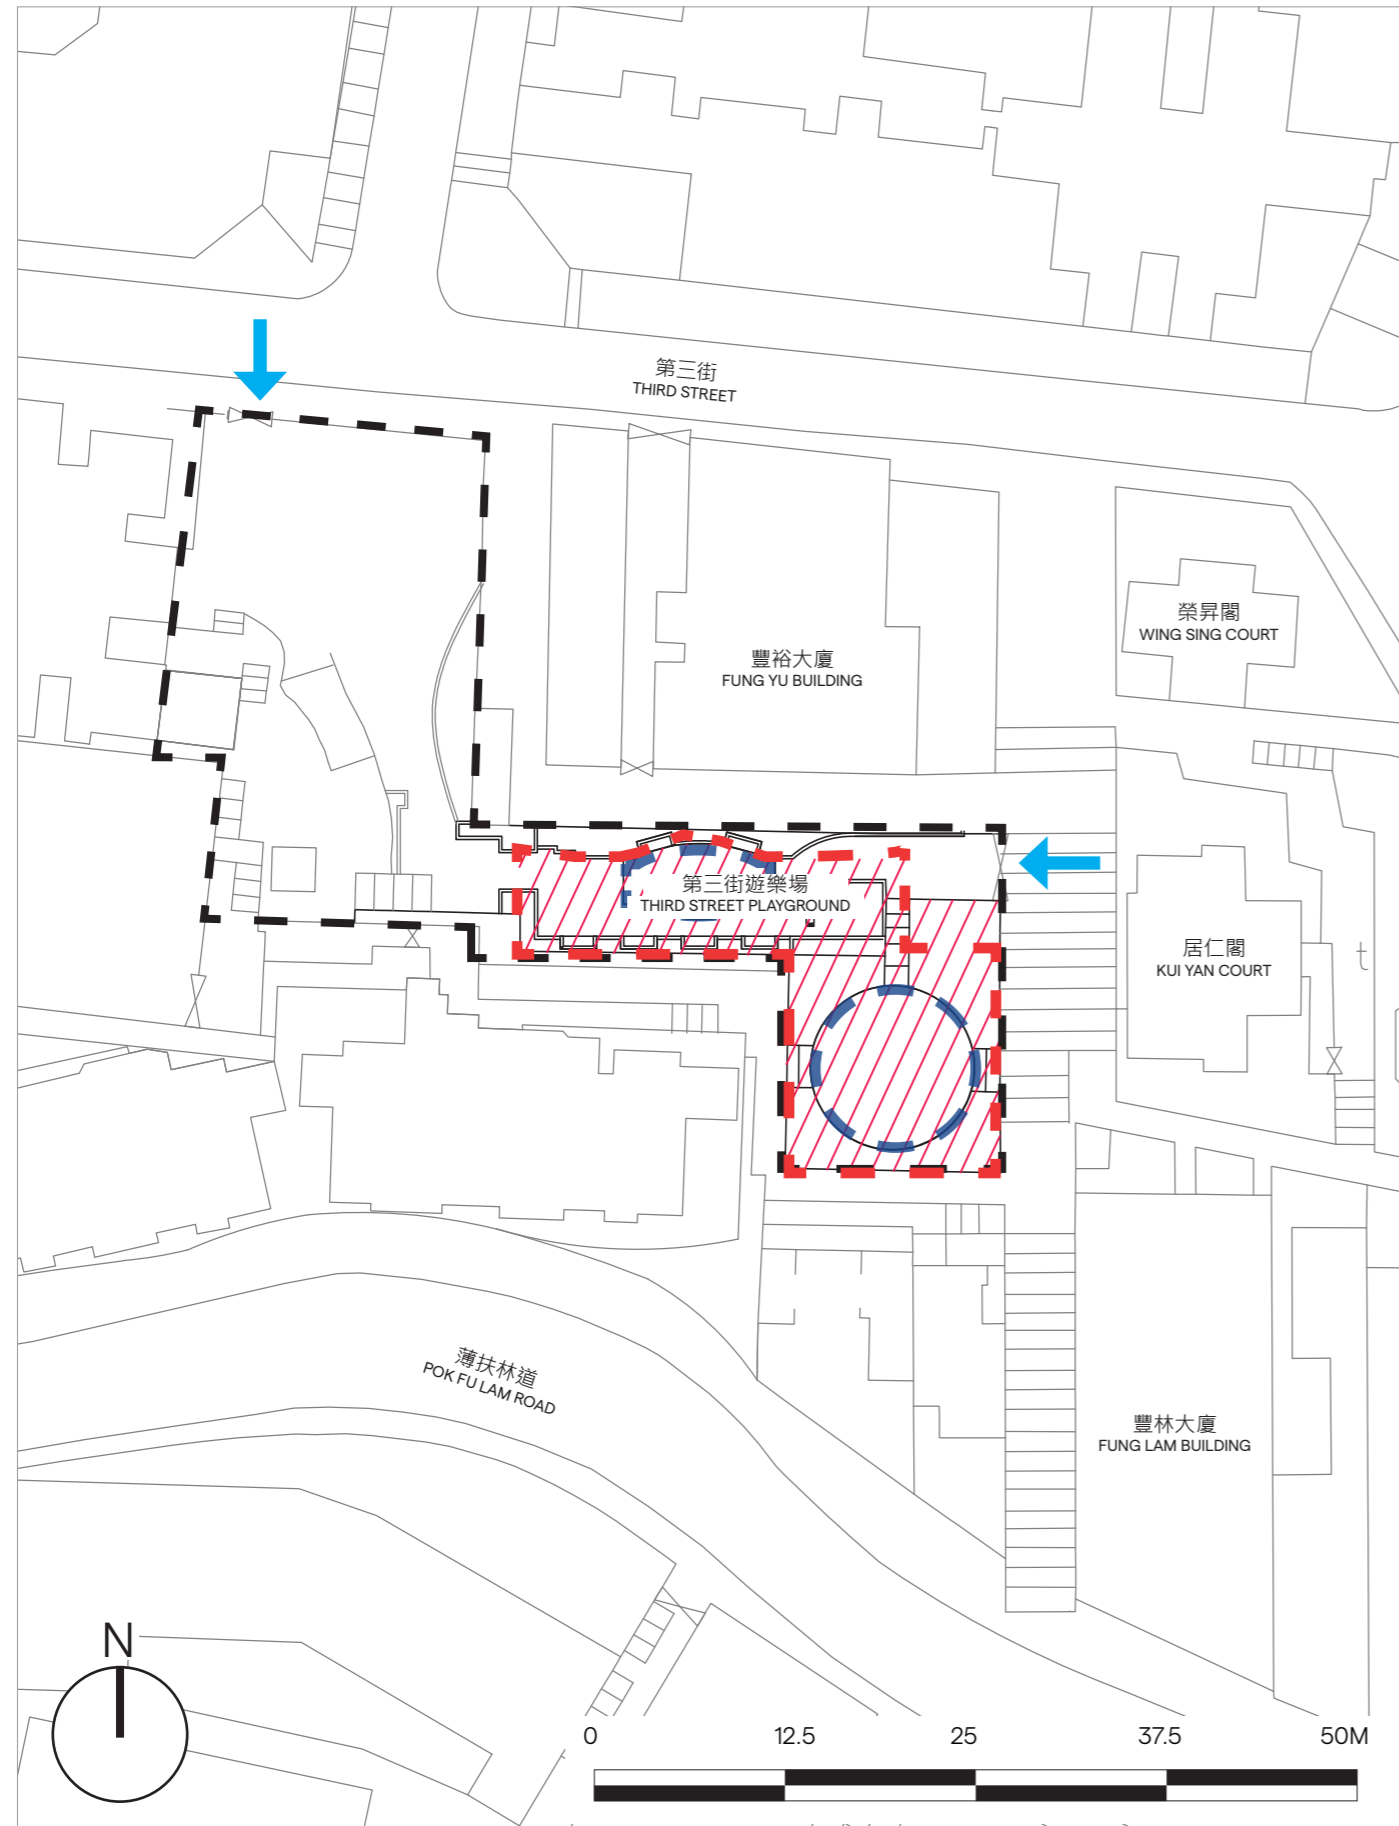 第三街
THIRD STREET
榮昇閣
WING SING COURT
豐裕大廈
FUNG YU BUILDING
第三街遊樂場
THIRD STREET PLAYGROUND
居仁閣
KUI YAN COURT
t
薄扶林道
POK FU LAM ROAD
豐林大廈
FUNG LAM BUILDING
N
0 12.5 25 37.5 50M